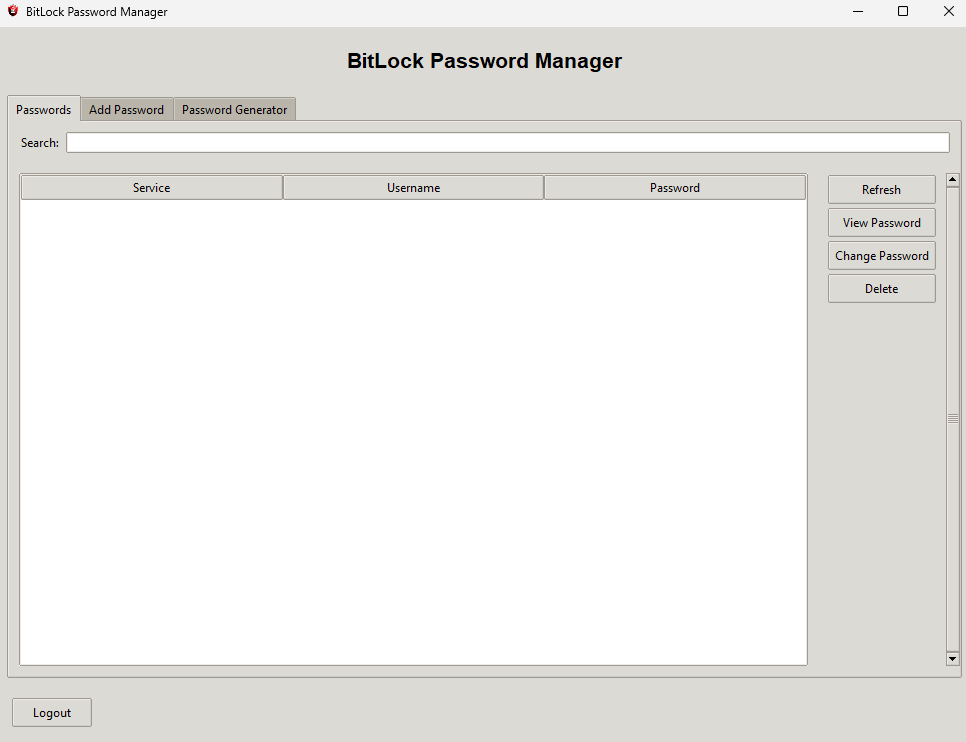 BitLock Password Manager
BitLock Password Manager
Passwords Add Password Password Generator
Search:
Service Username Password
Refresh
View Password
Change Password
Delete
Logout